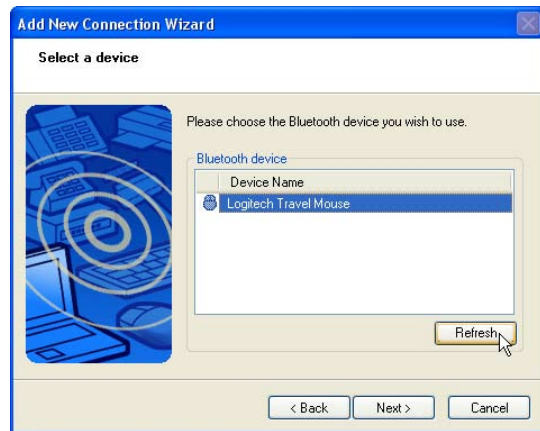 Add New Connection Wizard
Select a device
Please choose the Bluetooth device you wish to use.
Bluetooth device
Device Name
Logitech Travel Mouse
Refresh
< Back Next > Cancel